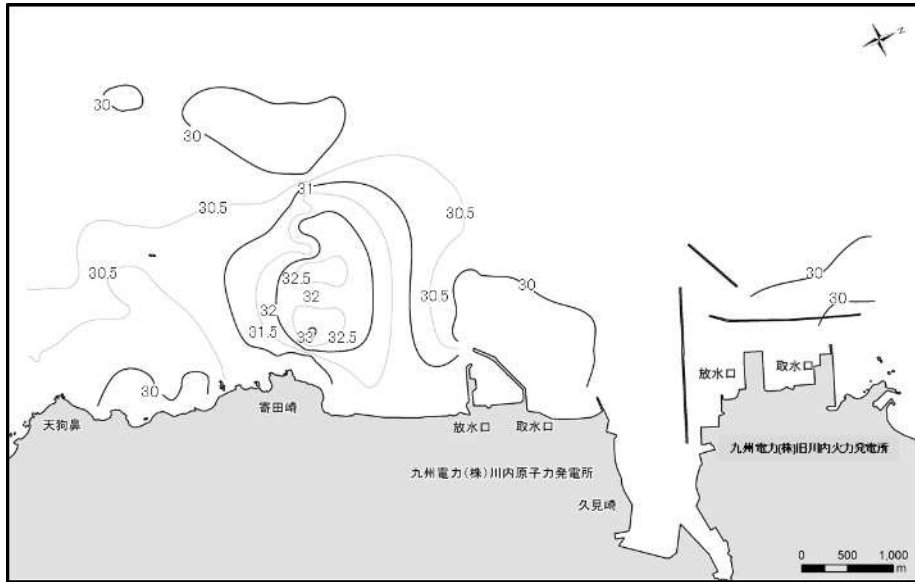 N
30
30
31
30.5
30.5
30.5
30
30
32.5
30.5
32
30
32
31.5
33
32.5
放水口
取水口
30
寄田崎
天狗鼻
放水口
取水口
九州電力(株)旧川内火力発電所
九州電力(株)川内原子力発電所
久見崎
0 500 1,000
m